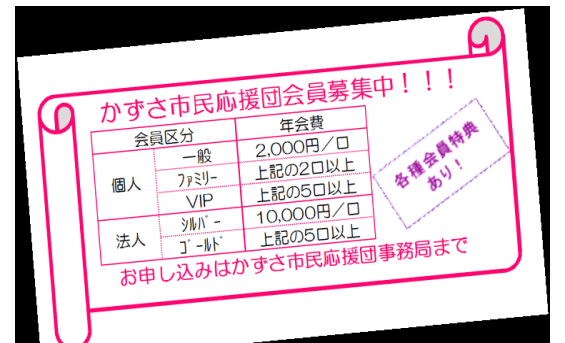 かずさ市民応援団会員募集中！！！
会員区分 年会費
個人 一般 2,000円／口
ファミリー 上記の2口以上
VIP 上記の5口以上
法人 シルバー 10,000円／口
ゴールド 上記の5口以上
各種会員特典
あり！
お申し込みはかずさ市民応援団事務局まで